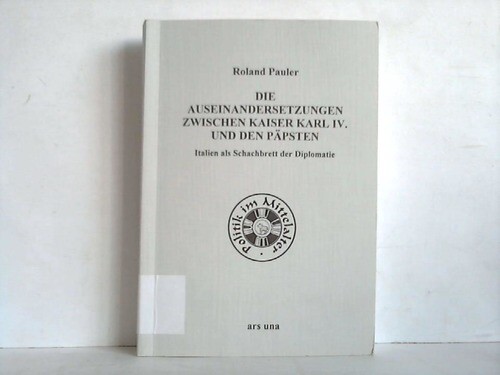 Roland Pauler
DIE
AUSEINANDERSETZUNGEN
ZWISCHEN KAISER KARL IV.
UND DEN PÄPSTEN
Italien als Schachbrett der Diplomatie
Politik im Mittelalter
ars una